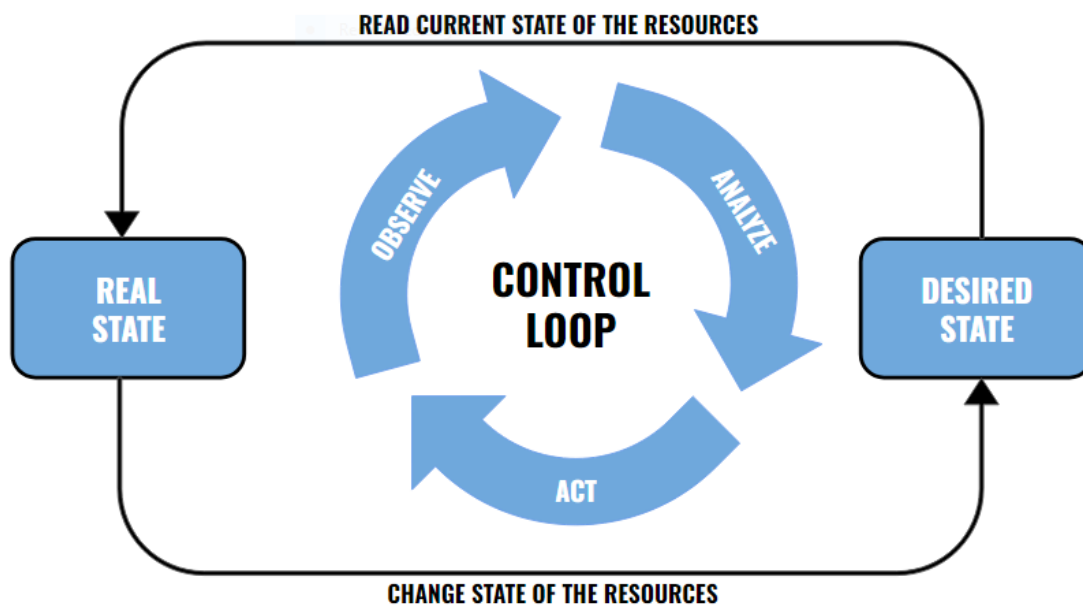 READ CURRENT STATE OF THE RESOURCES
OBSERVE
ANALYZE
CONTROL
LOOP
REAL
STATE
DESIRED
STATE
ACT
CHANGE STATE OF THE RESOURCES